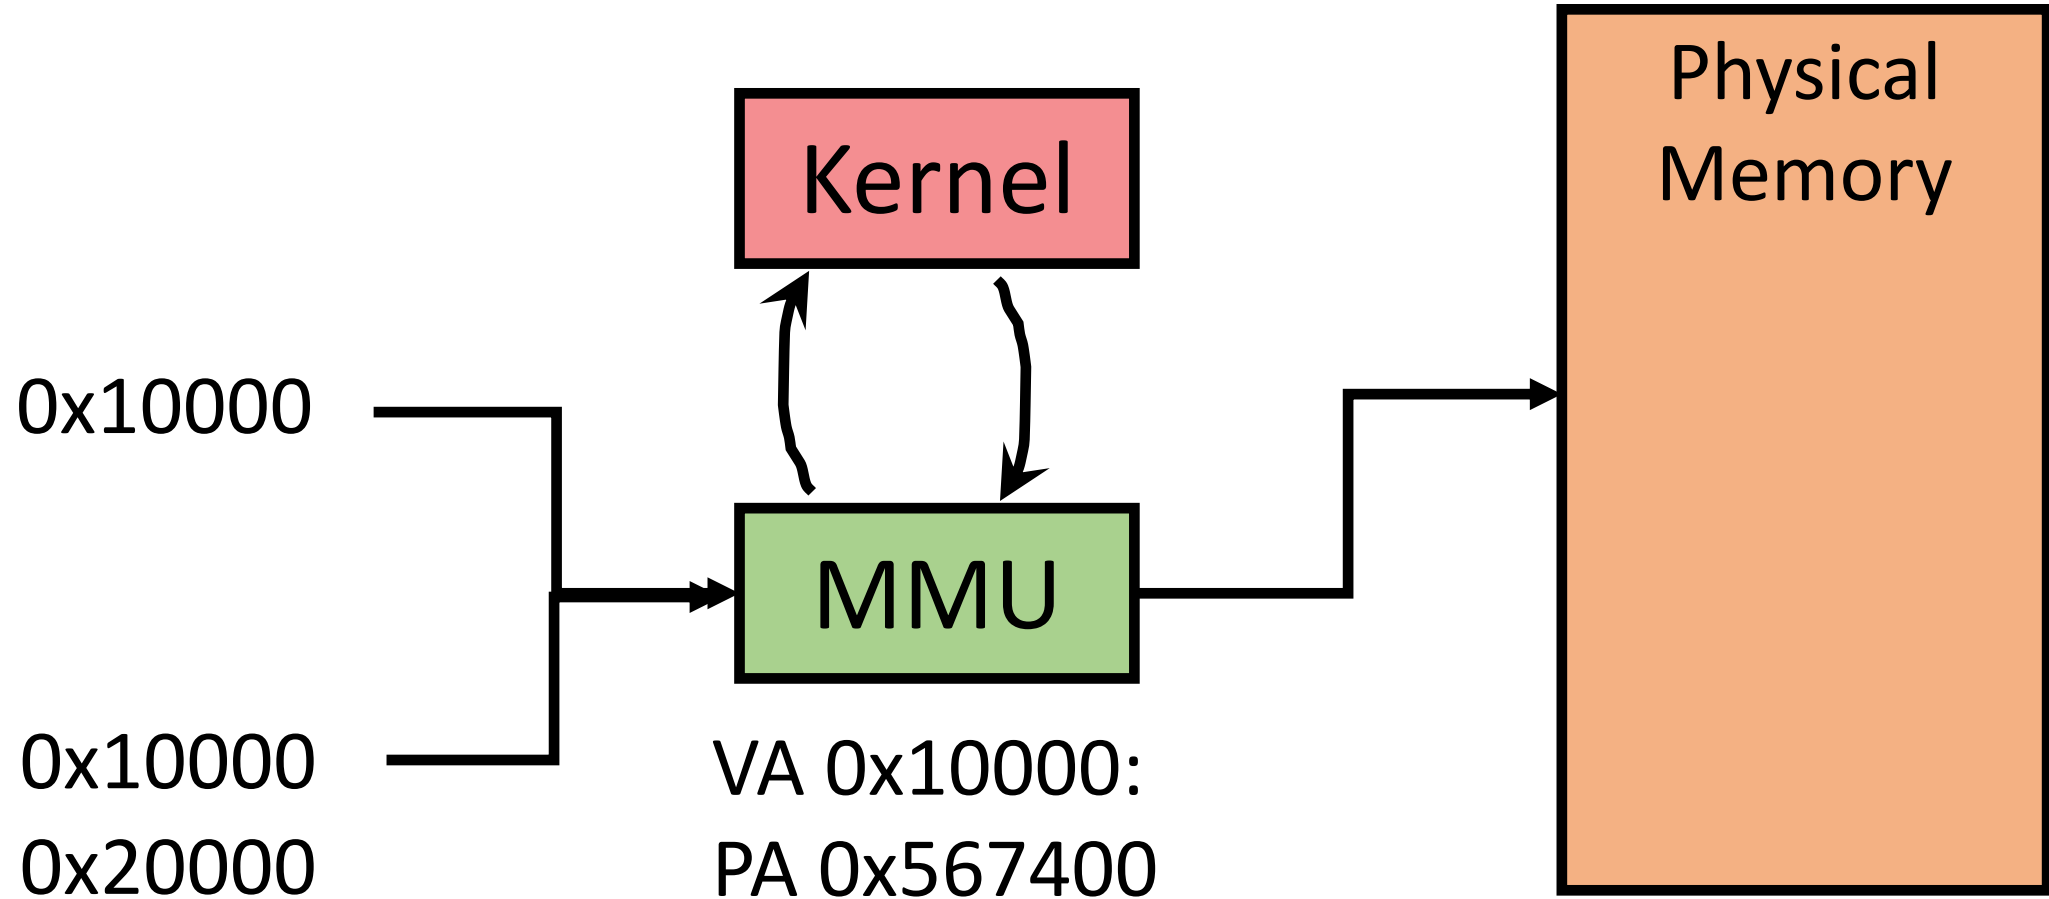 Physical
Memory
Kernel
0x10000
MMU
0x10000
0x20000
VA 0x10000:
PA 0x567400